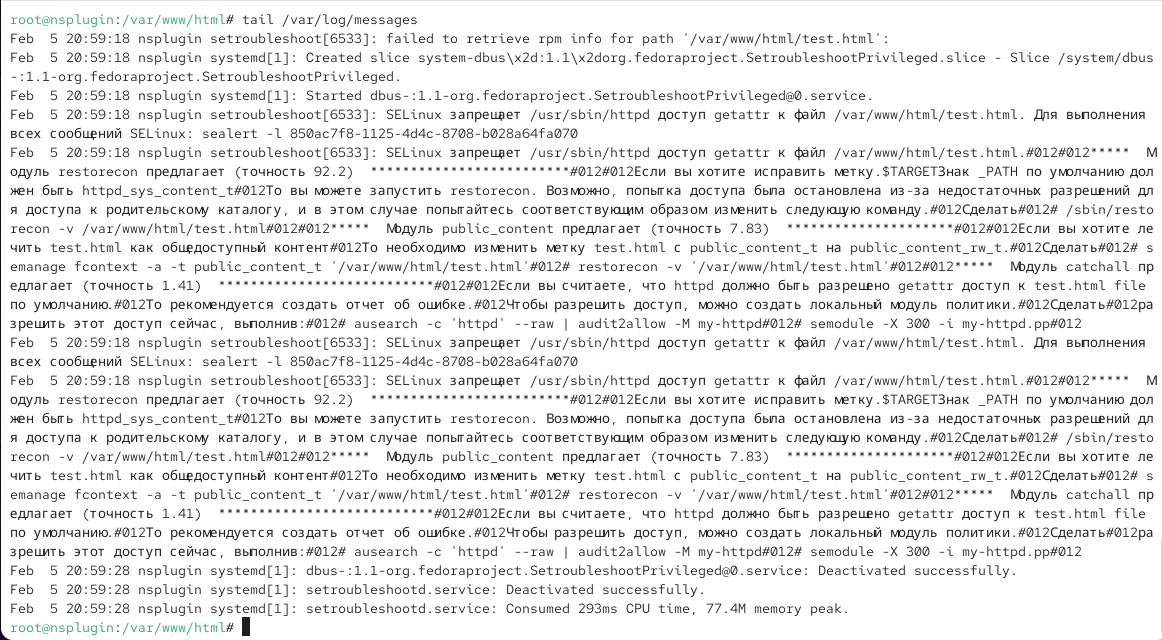 root@nsplugin:/var/www/html# tail /var/log/messages
Feb  5 20:59:18 nsplugin setroubleshoot[6533]: failed to retrieve rpm info for path '/var/www/html/test.html':
Feb  5 20:59:18 nsplugin systemd[1]: Created slice system-dbus\x2d:1.1\x2dorg.fedoraproject.SetroubleshootPrivileged.slice - Slice /system/dbus
-:1.1-org.fedoraproject.SetroubleshootPrivileged.
Feb  5 20:59:18 nsplugin systemd[1]: Started dbus-:1.1-org.fedoraproject.SetroubleshootPrivileged@0.service.
Feb  5 20:59:18 nsplugin setroubleshoot[6533]: SELinux запрещает /usr/sbin/httpd доступ getattr к файл /var/www/html/test.html. Для выполнения
всех сообщений SELinux: sealert -l 850ac7f8-1125-4d4c-8708-b028a64fa070
Feb  5 20:59:18 nsplugin setroubleshoot[6533]: SELinux запрещает /usr/sbin/httpd доступ getattr к файл /var/www/html/test.html.#012#012*****  М
одуль restorecon предлагает (точность 92.2)  ************************#012#012Если вы хотите исправить метку.$TARGETЗнак _PATH по умолчанию дол
жен быть httpd_sys_content_t#012То вы можете запустить restorecon. Возможно, попытка доступа была остановлена из-за недостаточных разрешений дл
я доступа к родительскому каталогу, и в этом случае попытайтесь соответствующим образом изменить следующую команду.#012Сделать#012# /sbin/resto
recon -v /var/www/html/test.html#012#012*****  Модуль public_content предлагает (точность 7.83)  ********************#012#012Если вы хотите ле
чить test.html как общедоступный контент#012То необходимо изменить метку test.html с public_content_t на public_content_rw_t.#012Сделать#012# s
emanage fcontext -a -t public_content_t '/var/www/html/test.html'#012# restorecon -v '/var/www/html/test.html'#012#012*****  Модуль catchall пр
едлагает (точность 1.41)  **************************#012#012Если вы считаете, что httpd должно быть разрешено getattr доступ к test.html file
по умолчанию.#012То рекомендуется создать отчет об ошибке.#012Чтобы разрешить доступ, можно создать локальный модуль политики.#012Сделать#012ра
зрешить этот доступ сейчас, выполнив:#012# ausearch -c 'httpd' --raw | audit2allow -M my-httpd#012# semodule -X 300 -i my-httpd.pp#012
Feb  5 20:59:18 nsplugin setroubleshoot[6533]: SELinux запрещает /usr/sbin/httpd доступ getattr к файл /var/www/html/test.html. Для выполнения
всех сообщений SELinux: sealert -l 850ac7f8-1125-4d4c-8708-b028a64fa070
Feb  5 20:59:18 nsplugin setroubleshoot[6533]: SELinux запрещает /usr/sbin/httpd доступ getattr к файл /var/www/html/test.html.#012#012*****  М
одуль restorecon предлагает (точность 92.2)  ************************#012#012Если вы хотите исправить метку.$TARGETЗнак _PATH по умолчанию дол
жен быть httpd_sys_content_t#012То вы можете запустить restorecon. Возможно, попытка доступа была остановлена из-за недостаточных разрешений дл
я доступа к родительскому каталогу, и в этом случае попытайтесь соответствующим образом изменить следующую команду.#012Сделать#012# /sbin/resto
recon -v /var/www/html/test.html#012#012*****  Модуль public_content предлагает (точность 7.83)  ********************#012#012Если вы хотите ле
чить test.html как общедоступный контент#012То необходимо изменить метку test.html с public_content_t на public_content_rw_t.#012Сделать#012# s
emanage fcontext -a -t public_content_t '/var/www/html/test.html'#012# restorecon -v '/var/www/html/test.html'#012#012*****  Модуль catchall пр
едлагает (точность 1.41)  **************************#012#012Если вы считаете, что httpd должно быть разрешено getattr доступ к test.html file
по умолчанию.#012То рекомендуется создать отчет об ошибке.#012Чтобы разрешить доступ, можно создать локальный модуль политики.#012Сделать#012ра
зрешить этот доступ сейчас, выполнив:#012# ausearch -c 'httpd' --raw | audit2allow -M my-httpd#012# semodule -X 300 -i my-httpd.pp#012
Feb  5 20:59:28 nsplugin systemd[1]: dbus-:1.1-org.fedoraproject.SetroubleshootPrivileged@0.service: Deactivated successfully.
Feb  5 20:59:28 nsplugin systemd[1]: setroubleshootd.service: Deactivated successfully.
Feb  5 20:59:28 nsplugin systemd[1]: setroubleshootd.service: Consumed 293ms CPU time, 77.4M memory peak.
root@nsplugin:/var/www/html#